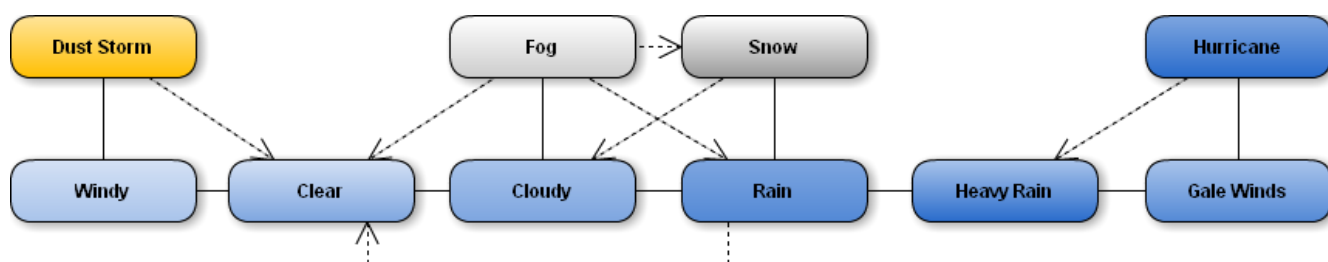 Dust Storm
Fog
Snow
Hurricane
Windy
Clear
Cloudy
Rain
Heavy Rain
Gale Winds